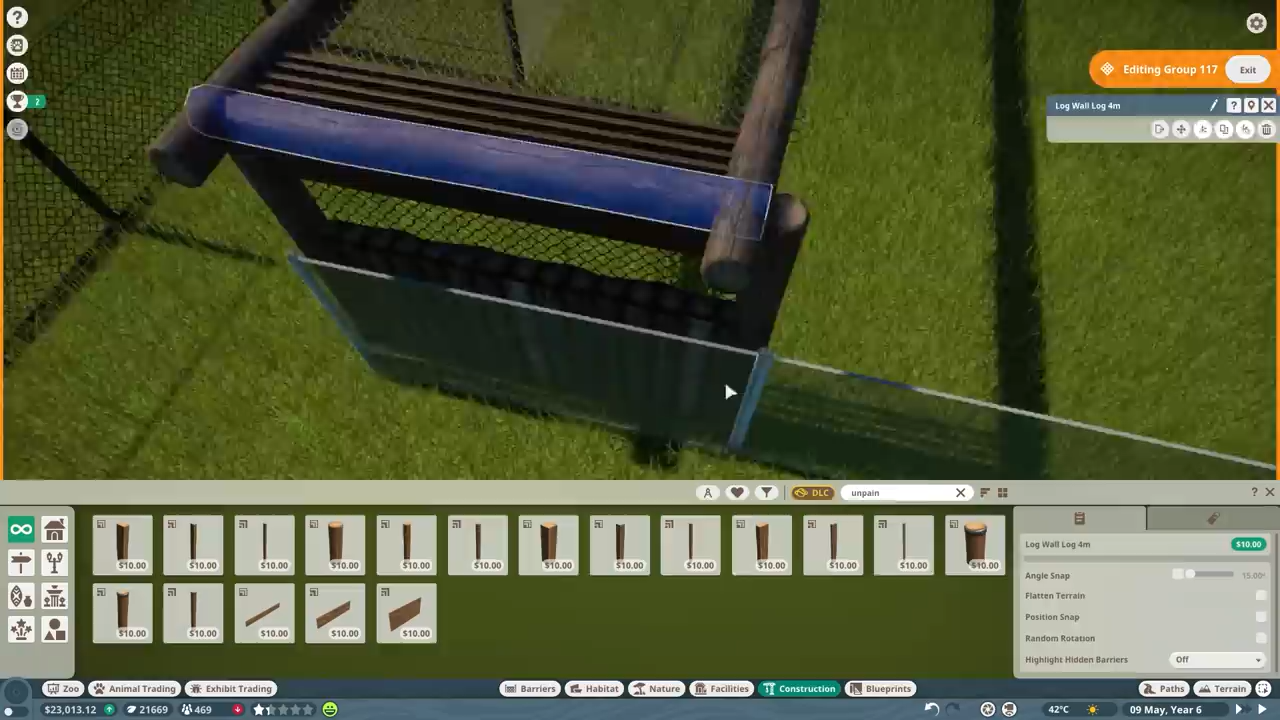 ?
Editing Group 117
Exit
Log Wall Log 4m
?
2
DLC
unpain
?
$10.00 $10.00 $10.00 $10.00 $10.00 $10.00 $10.00 $10.00 $10.00 $10.00 $10.00 $10.00 $10.00
$10.00 $10.00 $10.00 $10.00 $10.00
Log Wall Log 4m
$10.00
Angle Snap
15.00°
Flatten Terrain
Position Snap
Random Rotation
Highlight Hidden Barriers
Off
Zoo
Animal Trading
Exhibit Trading
Barriers
Habitat
Nature
Facilities
Construction
Blueprints
Paths
Terrain
$23,013.12
21669
469
42°C
09 May, Year 6